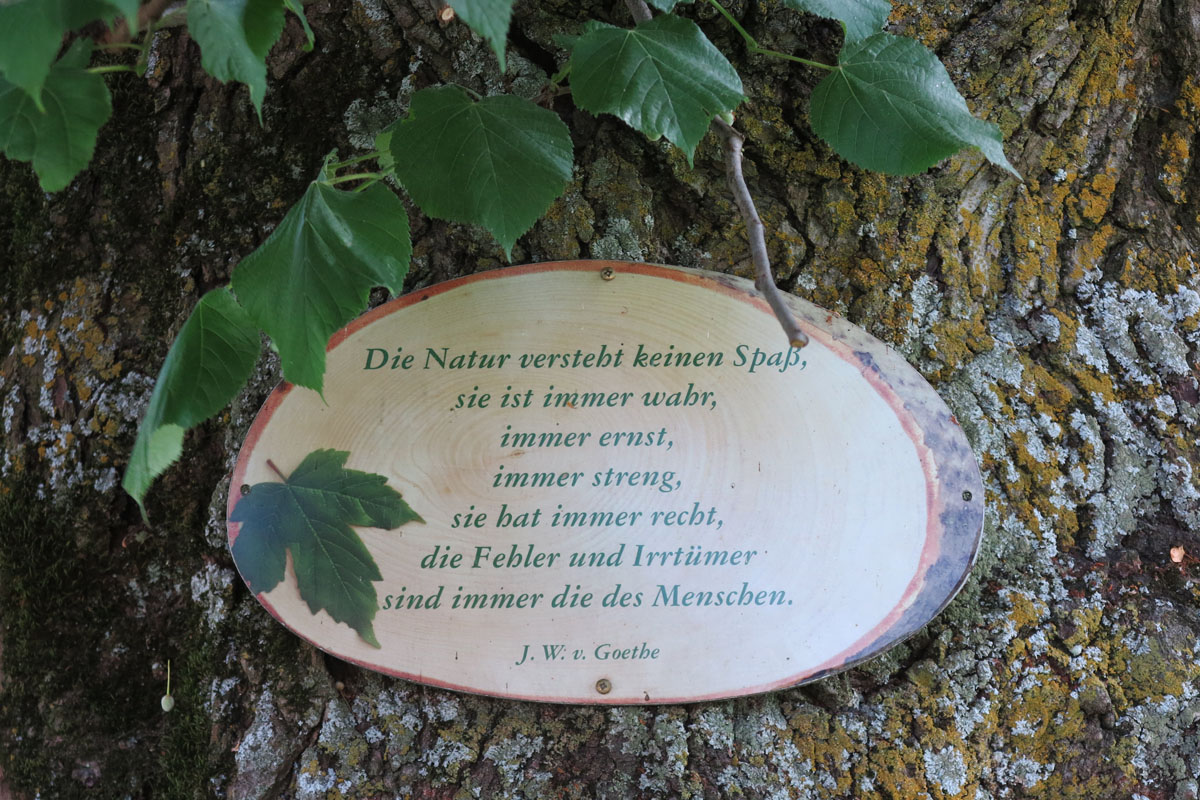 Die Natur versteht keinen Spaß,
sie ist immer wahr,
immer ernst,
immer streng,
sie hat immer recht,
die Fehler und Irrtümer
sind immer die des Menschen.
J. W. v. Goethe